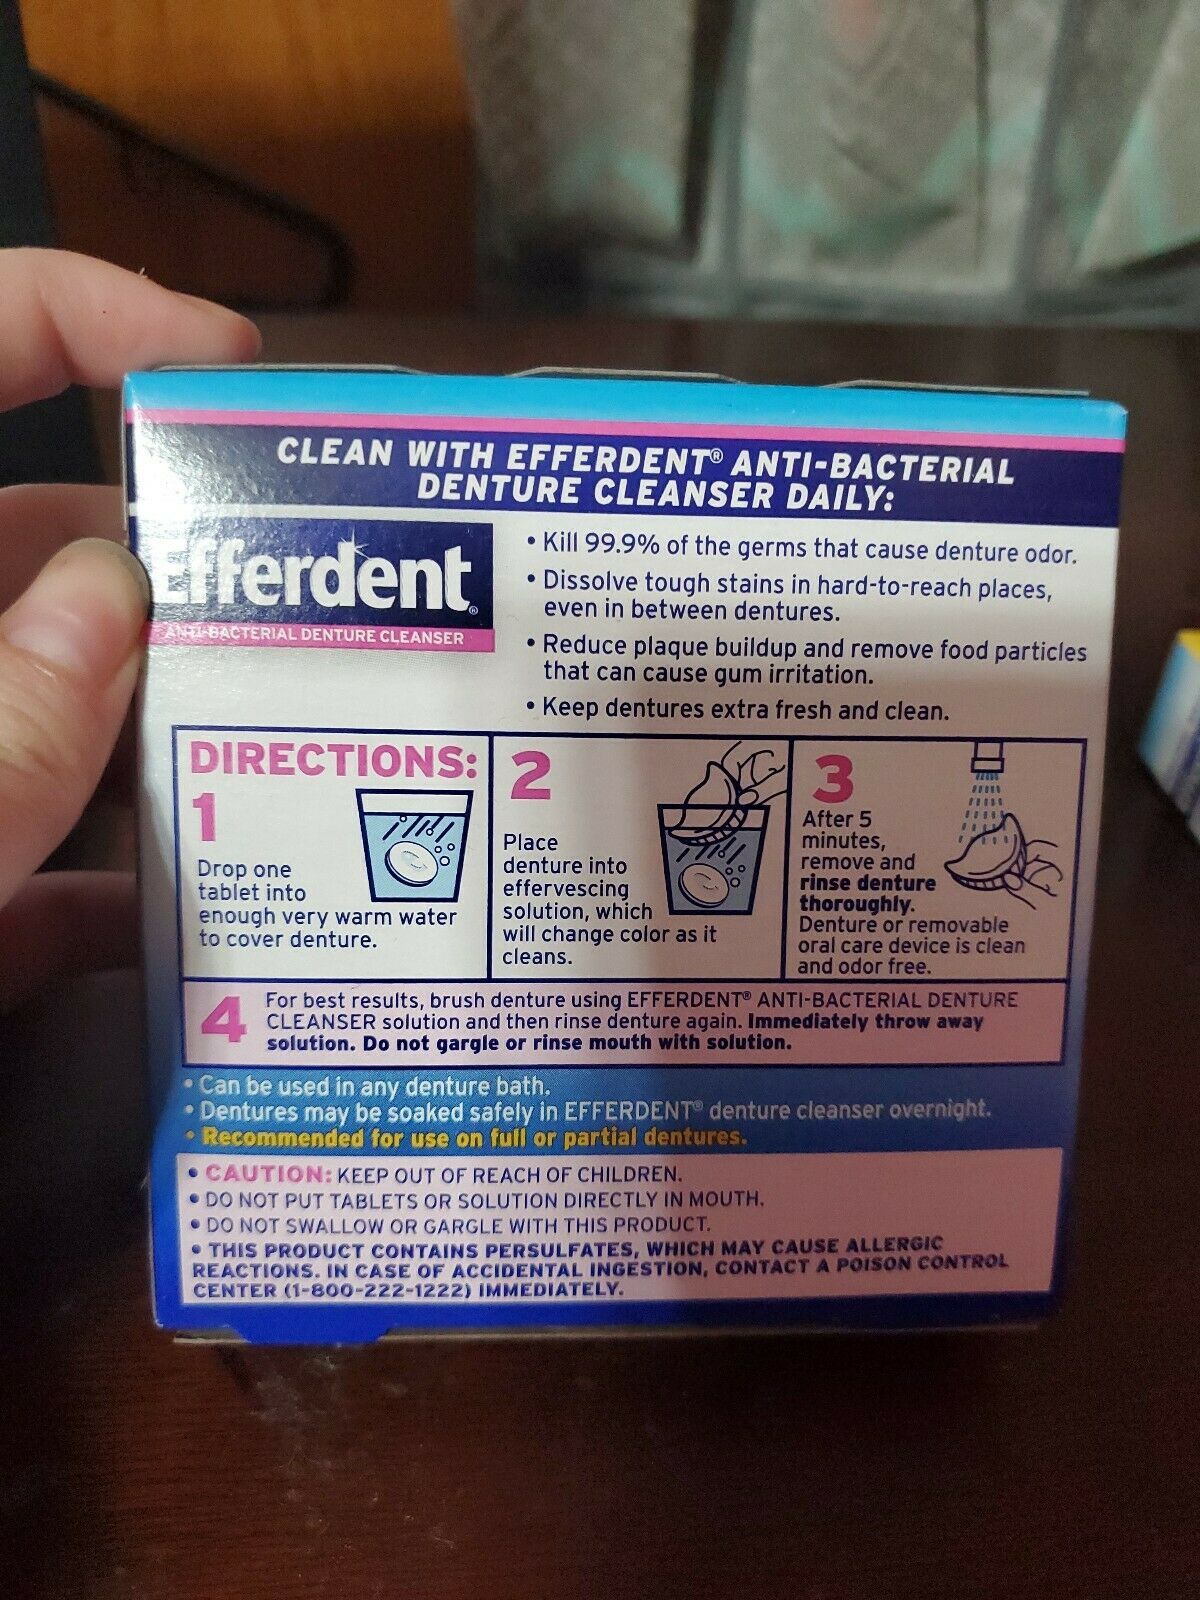 CLEAN WITH EFFERDENT® ANTI-BACTERIAL
DENTURE CLEANSER DAILY:
Efferdent®
ANTI-BACTERIAL DENTURE CLEANSER
• Kill 99.9% of the germs that cause denture odor.
• Dissolve tough stains in hard-to-reach places,
even in between dentures.
• Reduce plaque buildup and remove food particles
that can cause gum irritation.
• Keep dentures extra fresh and clean.
DIRECTIONS:
1
Drop one
tablet into
enough very warm water
to cover denture.
2
Place
denture into
effervescing
solution, which
will change color as it
cleans.
3
After 5
minutes,
remove and
rinse denture
thoroughly.
Denture or removable
oral care device is clean
and odor free.
4
For best results, brush denture using EFFERDENT® ANTI-BACTERIAL DENTURE
CLEANSER solution and then rinse denture again. Immediately throw away
solution. Do not gargle or rinse mouth with solution.
• Can be used in any denture bath.
• Dentures may be soaked safely in EFFERDENT® denture cleanser overnight.
• Recommended for use on full or partial dentures.
• CAUTION: KEEP OUT OF REACH OF CHILDREN.
• DO NOT PUT TABLETS OR SOLUTION DIRECTLY IN MOUTH.
• DO NOT SWALLOW OR GARGLE WITH THIS PRODUCT.
• THIS PRODUCT CONTAINS PERSULFATES, WHICH MAY CAUSE ALLERGIC
REACTIONS. IN CASE OF ACCIDENTAL INGESTION, CONTACT A POISON CONTROL
CENTER (1-800-222-1222) IMMEDIATELY.